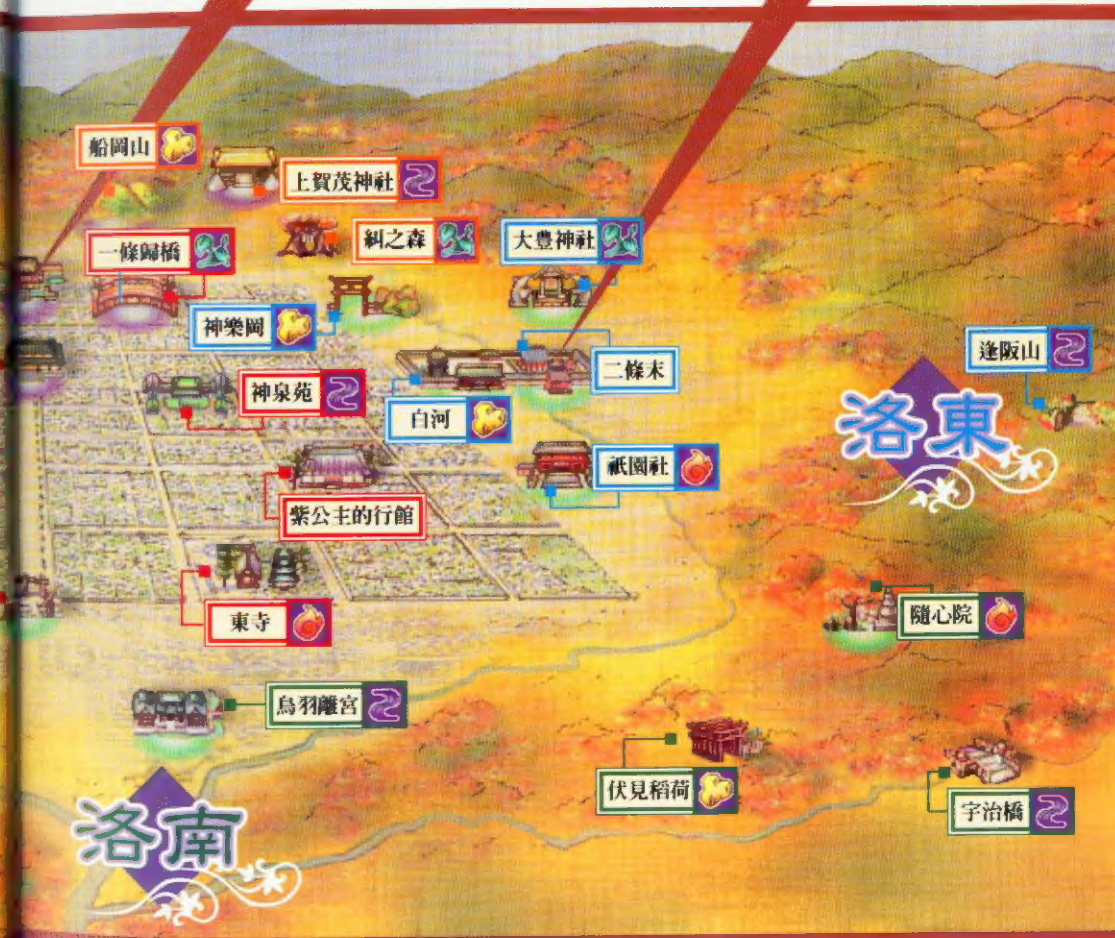 船岡山
上賀茂神社
一條歸橋
糾之森
大豊神社
神樂岡
二條末
逢阪山
神泉苑
白河
洛東
祇園社
紫公主的行館
東寺
隨心院
鳥羽離宮
伏見稻荷
宇治橋
洛南